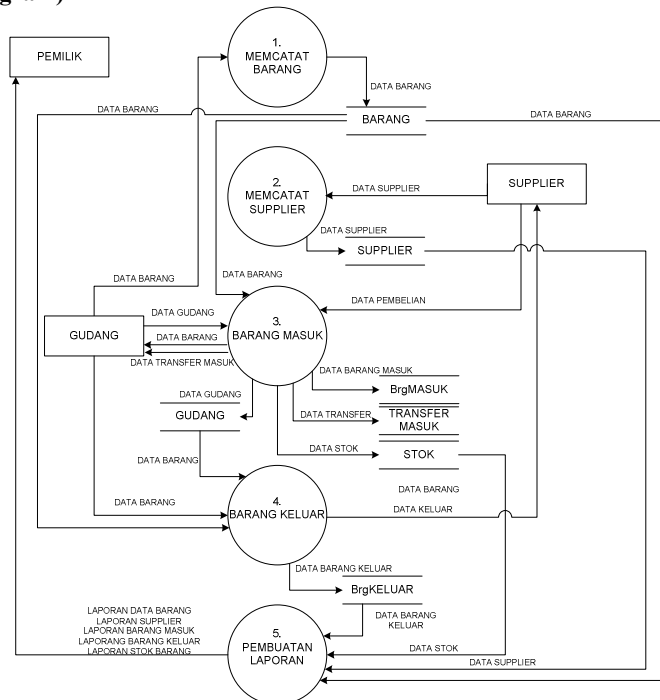 1.
MEMCATAT
BARANG
PEMILIK
DATA BARANG
DATA BARANG
BARANG
DATA BARANG
2.
MEMCATAT
SUPPLIER
DATA SUPPLIER
SUPPLIER
DATA SUPPLIER
SUPPLIER
DATA BARANG
DATA BARANG
DATA PEMBELIAN
DATA GUDANG
3.
BARANG MASUK
GUDANG
DATA BARANG
DATA TRANSFER MASUK
DATA BARANG MASUK
BrgMASUK
DATA GUDANG
GUDANG
DATA TRANSFER
TRANSFER
MASUK
DATA STOK
STOK
DATA BARANG
DATA BARANG
DATA BARANG
4.
BARANG KELUAR
DATA KELUAR
DATA BARANG KELUAR
BrgKELUAR
LAPORAN DATA BARANG
LAPORAN SUPPLIER
LAPORAN BARANG MASUK
LAPORANG BARANG KELUAR
LAPORAN STOK BARANG
DATA BARANG
KELUAR
5.
PEMBUATAN
LAPORAN
DATA STOK
DATA SUPPLIER